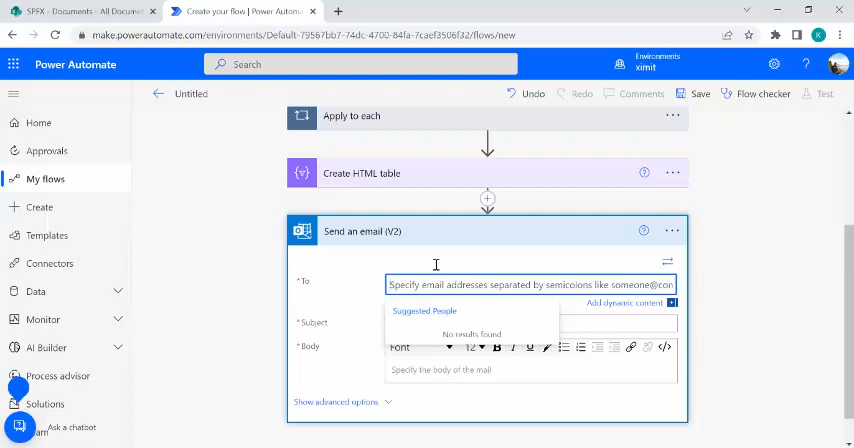 SPFX - Documents - All Document
Create your flow | Power Automa
make.powerautomate.com/environments/Default-79567bb7-74dc-4700-84fa-7caef3506f32/flows/new
K
Power Automate
Search
Environments
ximit
Untitled
Undo
Redo
Comments
Save
Flow checker
Test
Home
Approvals
My flows
Create
Templates
Connectors
Data
Monitor
AI Builder
Process advisor
Solutions
Ask a chatbot
Apply to each
Create HTML table
Send an email (V2)
* To
Specify email addresses separated by semicolons like someone@con
Add dynamic content
Suggested People
No results found
* Subject
* Body
Font
12
B I U
</>
Specify the body of the mail
Show advanced options